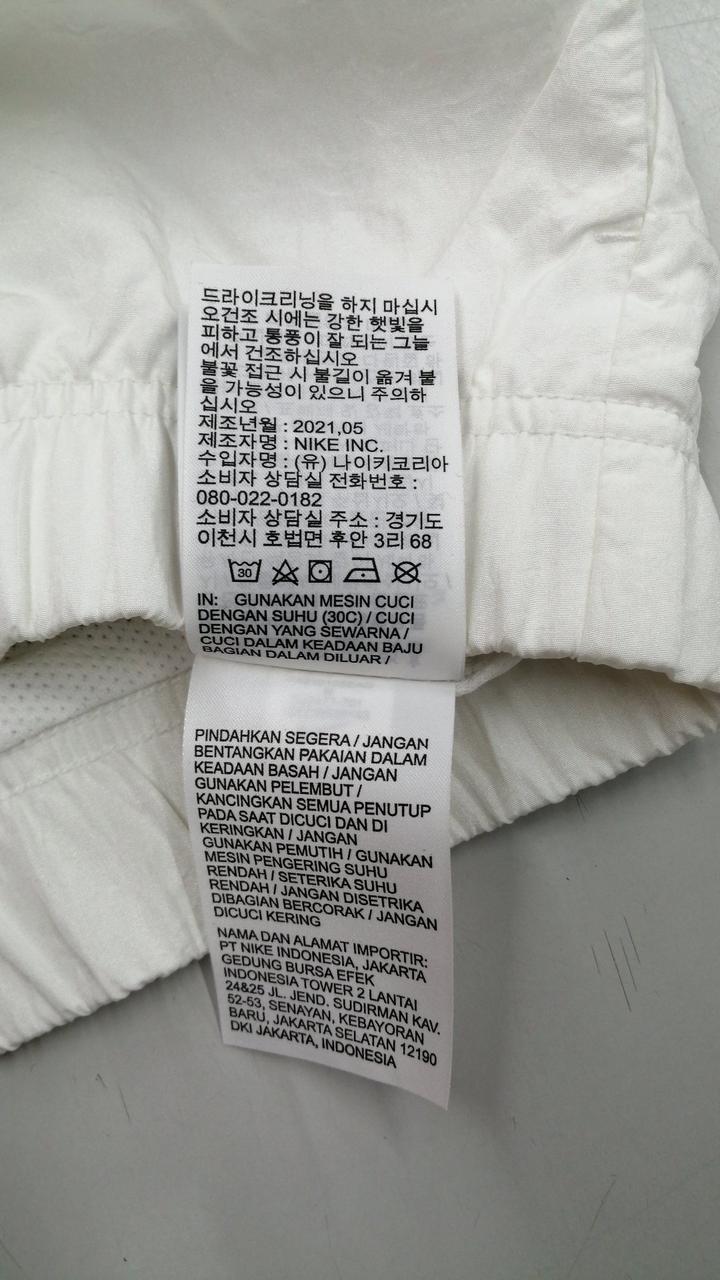 드라이크리닝을 하지 마십시
오건조 시에는 강한 햇빛을
피하고 통풍이 잘 되는 그늘
에서 건조하십시오
불꽃 접근 시 불길이 옮겨 붙
을 가능성이 있으니 주의하
십시오
제조년월 : 2021,05
제조자명 : NIKE INC.
수입자명 : (유) 나이키코리아
소비자 상담실 전화번호 :
080-022-0182
소비자 상담실 주소 : 경기도
이천시 호법면 후안 3리 68
30
IN: GUNAKAN MESIN CUCI
DENGAN SUHU (30C) / CUCI
DENGAN YANG SEWARNA /
CUCI DALAM KEADAAN BAJU
BAGIAN DALAM DILUAR /
PINDAHKAN SEGERA / JANGAN
BENTANGKAN PAKAIAN DALAM
KEADAAN BASAH / JANGAN
GUNAKAN PELEMBUT /
KANCINGKAN SEMUA PENUTUP
PADA SAAT DICUCI DAN DI
KERINGKAN / JANGAN
GUNAKAN PEMUTIH / GUNAKAN
MESIN PENGERING SUHU
RENDAH / SETERIKA SUHU
RENDAH / JANGAN DISETRIKA
DIBAGIAN BERCORAK / JANGAN
DICUCI KERING
NAMA DAN ALAMAT IMPORTIR:
PT NIKE INDONESIA, JAKARTA
GEDUNG BURSA EFEK
INDONESIA TOWER 2 LANTAI
24&25 JL. JEND. SUDIRMAN KAV.
52-53, SENAYAN, KEBAYORAN
BARU, JAKARTA SELATAN 12190
DKI JAKARTA, INDONESIA